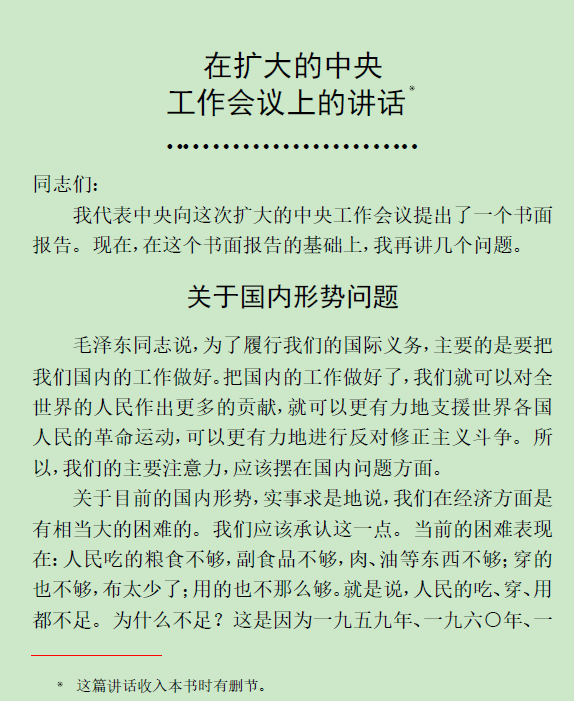 在扩大的中央
工作会议上的讲话※
同志们:
我代表中央向这次扩大的中央工作会议提出了一个书面
报告。现在,在这个书面报告的基础上,我再讲几个问题。
关于国内形势问题
毛泽东同志说,为了履行我们的国际义务,主要的是要把
我们国内的工作做好。把国内的工作做好了,我们就可以对全
世界的人民作出更多的贡献,就可以更有力地支援世界各国
人民的革命运动,可以更有力地进行反对修正主义斗争。所
以,我们的主要注意力,应该摆在国内问题方面。
关于目前的国内形势,实事求是地说,我们在经济方面是
有相当大的困难的。我们应该承认这一点。当前的困难表现
在:人民吃的粮食不够,副食品不够,肉、油等东西不够;穿的
也不够,布太少了;用的也不那么够。就是说,人民的吃、穿、用
都不足。为什么不足?这是因为一九五九年、一九六〇年、一
※ 这篇讲话收入本书时有删节。